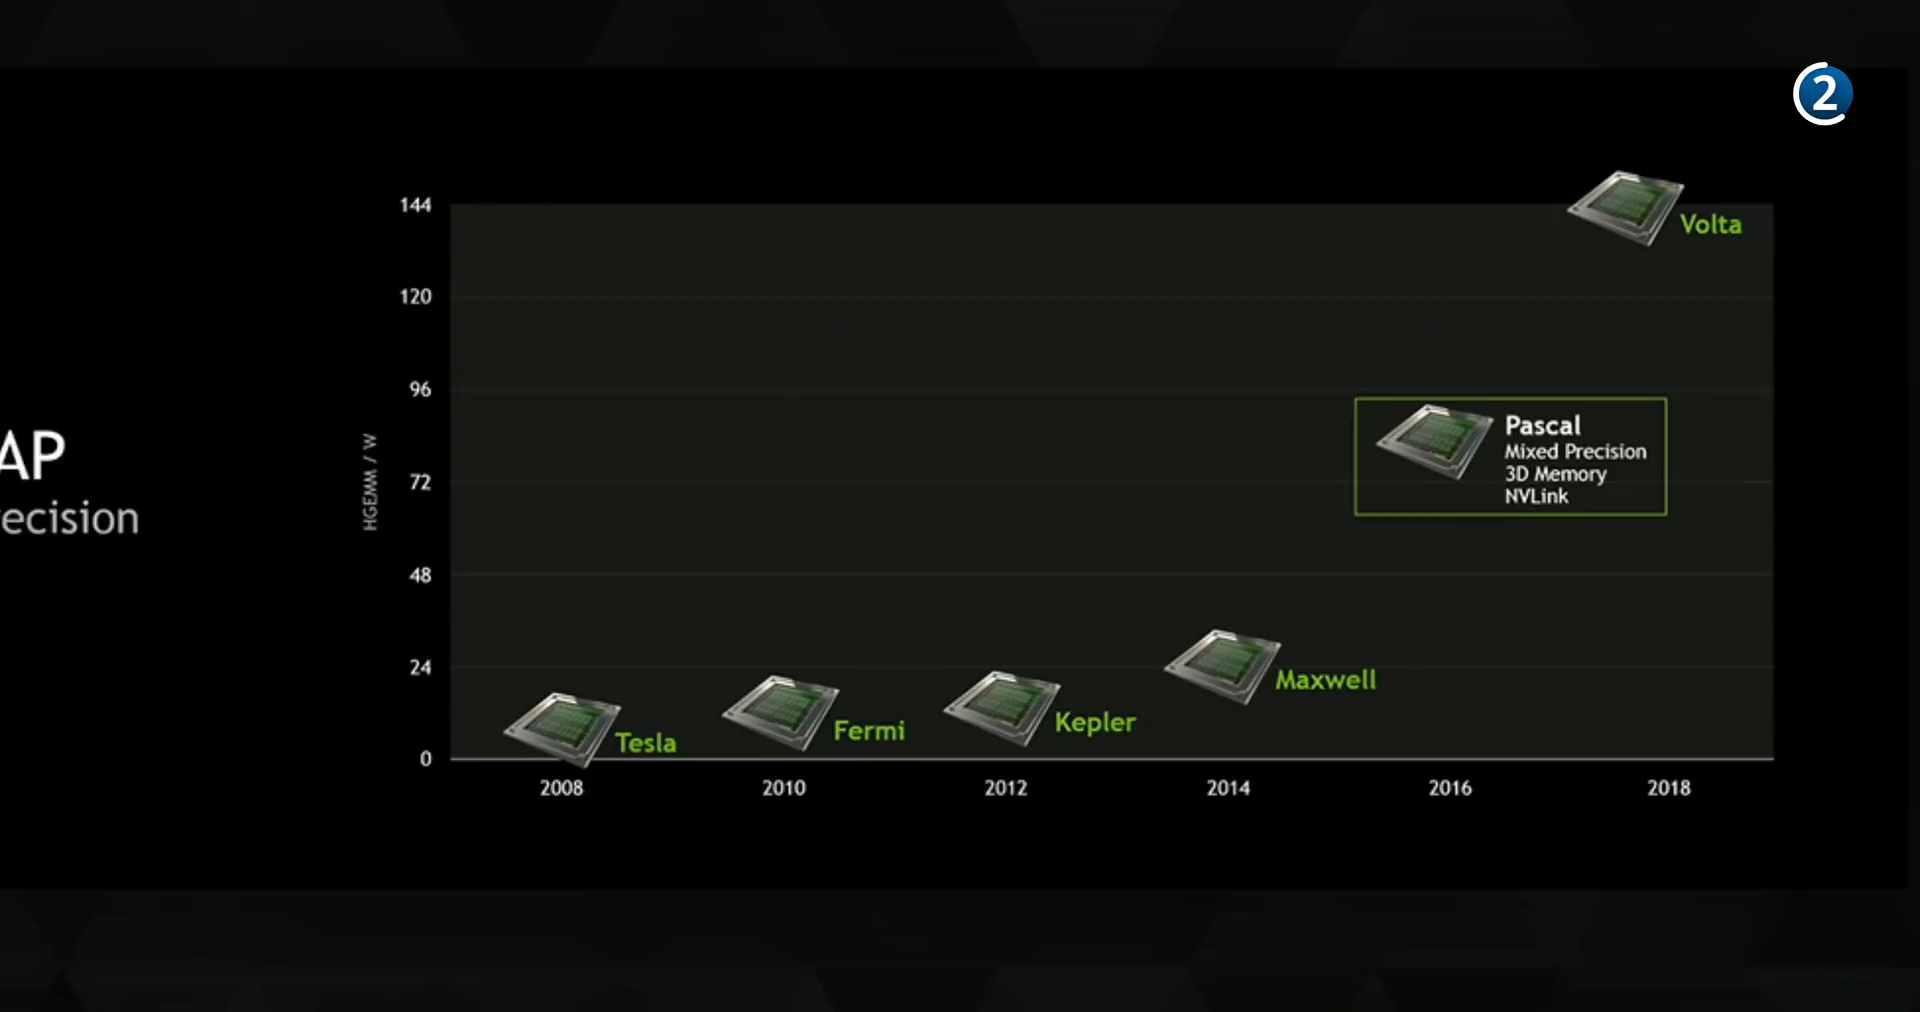 AP
ecision
2
HGEMM / W
144
120
96
72
48
24
0
Volta
Pascal
Mixed Precision
3D Memory
NVLink
Maxwell
Kepler
Fermi
Tesla
2008
2010
2012
2014
2016
2018